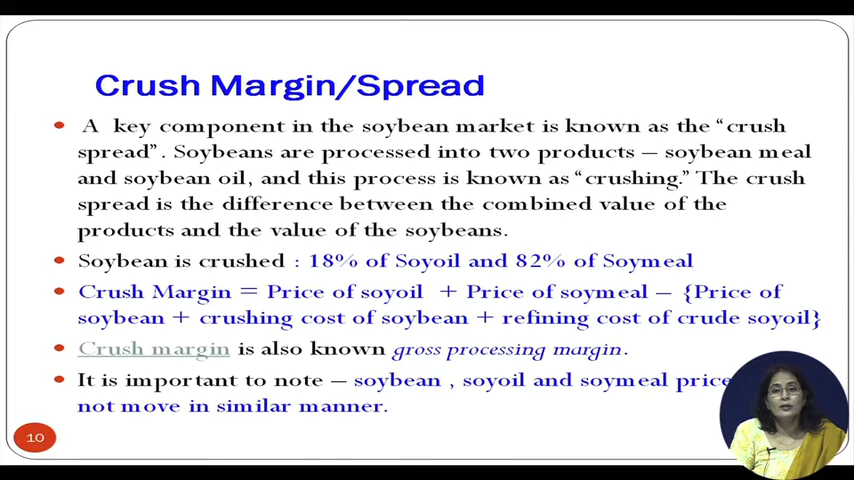 Crush Margin/Spread
A key component in the soybean market is known as the “crush
spread”. Soybeans are processed into two products – soybean meal
and soybean oil, and this process is known as “crushing.” The crush
spread is the difference between the combined value of the
products and the value of the soybeans.
Soybean is crushed : 18% of Soyoil and 82% of Soymeal
Crush Margin = Price of soyoil + Price of soymeal – {Price of
soybean + crushing cost of soybean + refining cost of crude soyoil}
Crush margin is also known gross processing margin.
It is important to note – soybean , soyoil and soymeal price
not move in similar manner.
10